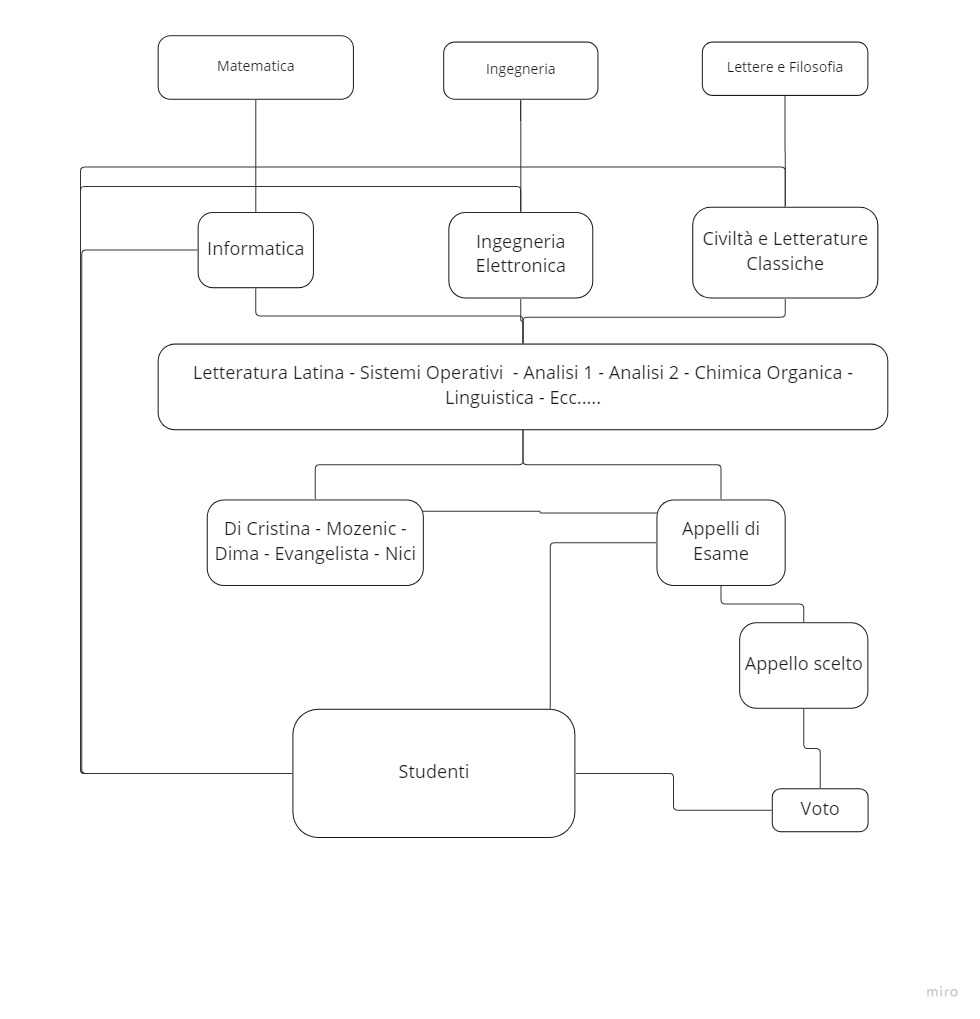 Matematica
Ingegneria
Lettere e Filosofia
Informatica
Ingegneria
Elettronica
Civiltà e Letterature
Classiche
Letteratura Latina - Sistemi Operativi  - Analisi 1 - Analisi 2 - Chimica Organica -
Linguistica - Ecc.....
Di Cristina - Mozenic -
Dima - Evangelista - Nici
Appelli di
Esame
Appello scelto
Studenti
Voto
miro